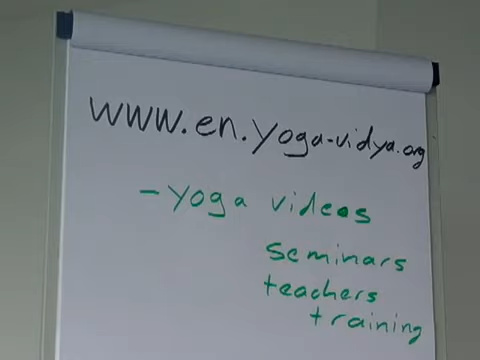 www.en.yoga-vidya.org
- yoga videos
seminars
teachers
training